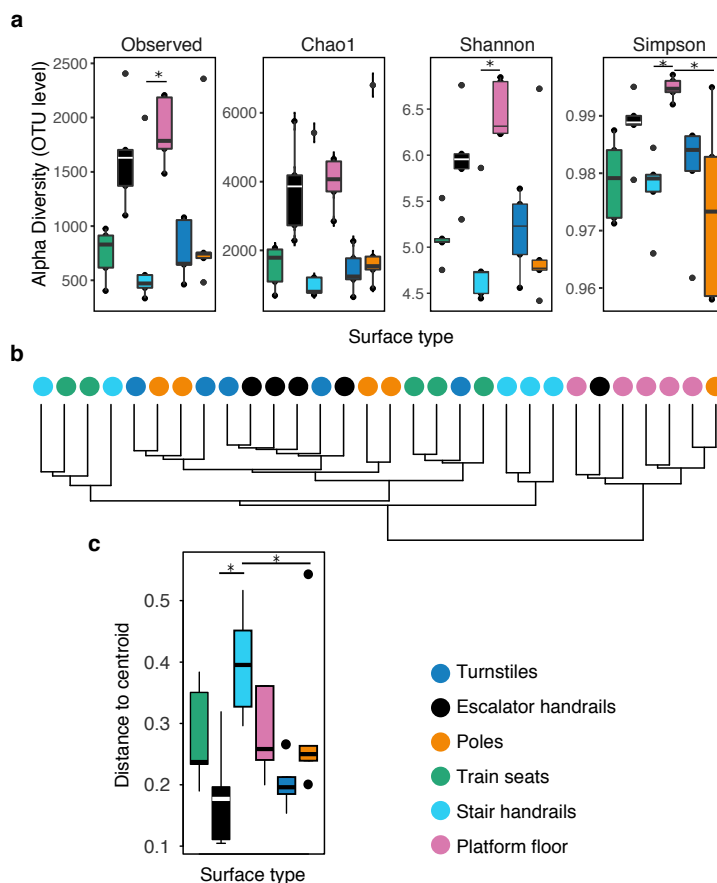 a
Observed Chao1 Shannon Simpson
Alpha Diversity (OTU level)
2500
2000
1500
1000
500
*
6000
4000
2000
6.5
6.0
5.5
5.0
4.5
*
0.99
0.98
0.97
0.96
* *
Surface type
b
c
Distance to centroid
0.5
0.4
0.3
0.2
0.1
* *
Surface type
Turnstiles
Escalator handrails
Poles
Train seats
Stair handrails
Platform floor